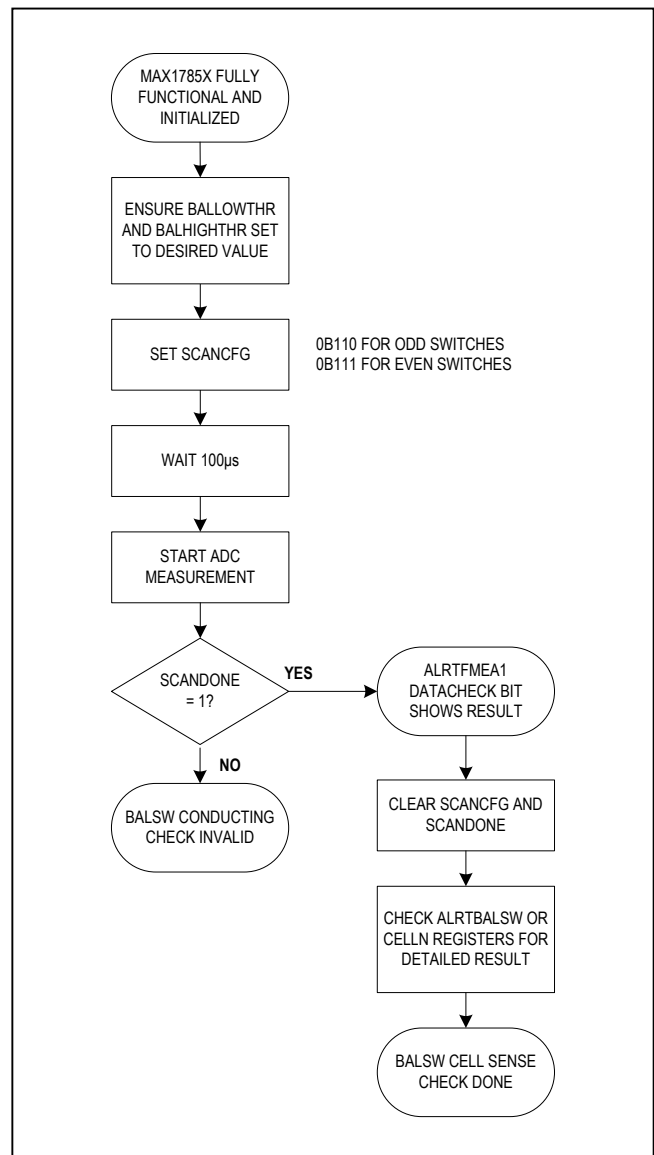 MAX1785X FULLY
FUNCTIONAL AND
INITIALIZED
ENSURE BALLOWTHR
AND BALHIGHTHR SET
TO DESIRED VALUE
SET SCANCFG
0B110 FOR ODD SWITCHES
0B111 FOR EVEN SWITCHES
WAIT 100µs
START ADC
MEASUREMENT
SCANDONE
= 1?
YES
NO
BALSW CONDUCTING
CHECK INVALID
ALRTFMEA1
DATACHECK BIT
SHOWS RESULT
CLEAR SCANCFG AND
SCANDONE
CHECK ALRTBALSW OR
CELLN REGISTERS FOR
DETAILED RESULT
BALSW CELL SENSE
CHECK DONE